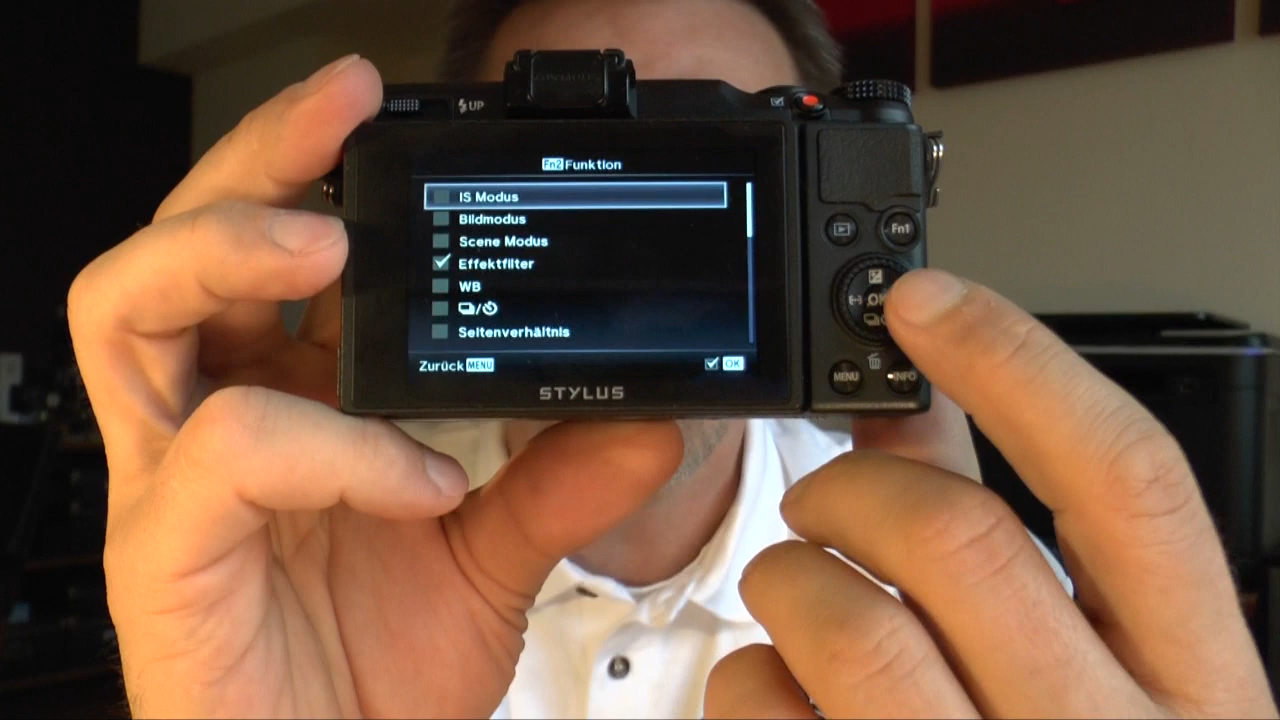 OLYMPUS
UP
Fn2 Funktion
IS Modus
Bildmodus
Scene Modus
Effektfilter
WB
Seitenverhältnis
Zurück MENU
OK
STYLUS
Fn1
OK
MENU
INFO